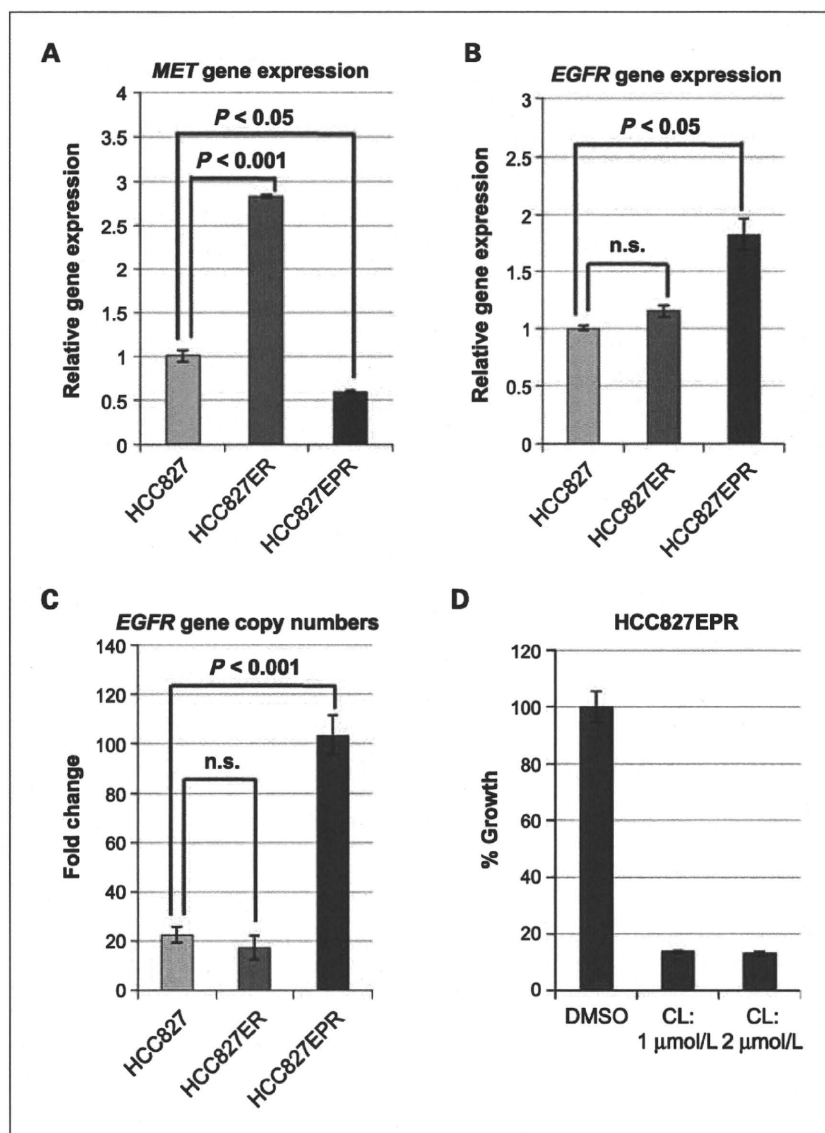 A
MET gene expression
Relative gene expression
4
3.5
3
2.5
2
1.5
1
0.5
0
P < 0.05
P < 0.001
HCC827
HCC827ER
HCC827EPR
B
EGFR gene expression
Relative gene expression
3
2.5
2
1.5
1
0.5
0
P < 0.05
n.s.
HCC827
HCC827ER
HCC827EPR
C
EGFR gene copy numbers
Fold change
140
120
100
80
60
40
20
0
P < 0.001
n.s.
HCC827
HCC827ER
HCC827EPR
D
HCC827EPR
% Growth
120
100
80
60
40
20
0
DMSO
CL:
1 μmol/L
CL:
2 μmol/L